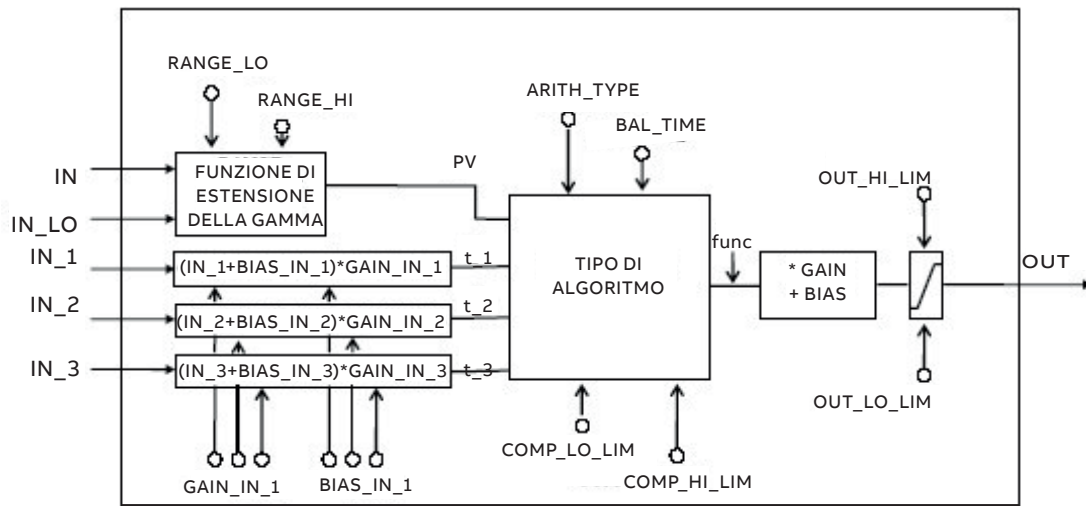 RANGE_LO
RANGE_HI
ARITH_TYPE
BAL_TIME
IN
IN_LO
FUNZIONE DI
ESTENSIONE
DELLA GAMMA
PV
OUT_HI_LIM
IN_1
(IN_1+BIAS_IN_1)*GAIN_IN_1
t_1
TIPO DI
ALGORITMO
func
* GAIN
+ BIAS
OUT
IN_2
(IN_2+BIAS_IN_2)*GAIN_IN_2
t_2
IN_3
(IN_3+BIAS_IN_3)*GAIN_IN_3
t_3
OUT_LO_LIM
COMP_LO_LIM
COMP_HI_LIM
GAIN_IN_1
BIAS_IN_1